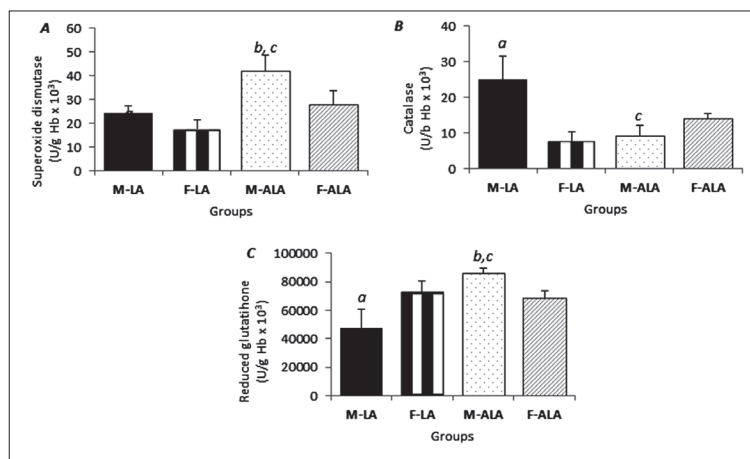 A
Superoxide dismutase
(U/g Hb x 10³)
60
50
40
30
20
10
0
b, c
M-LA F-LA M-ALA F-ALA
Groups
B
Catalase
(U/b Hb x 10³)
40
30
20
10
0
a
c
M-LA F-LA M-ALA F-ALA
Groups
C
Reduced glutatihone
(U/g Hb x 10³)
100000
80000
60000
40000
20000
0
a
b,c
M-LA F-LA M-ALA F-ALA
Groups